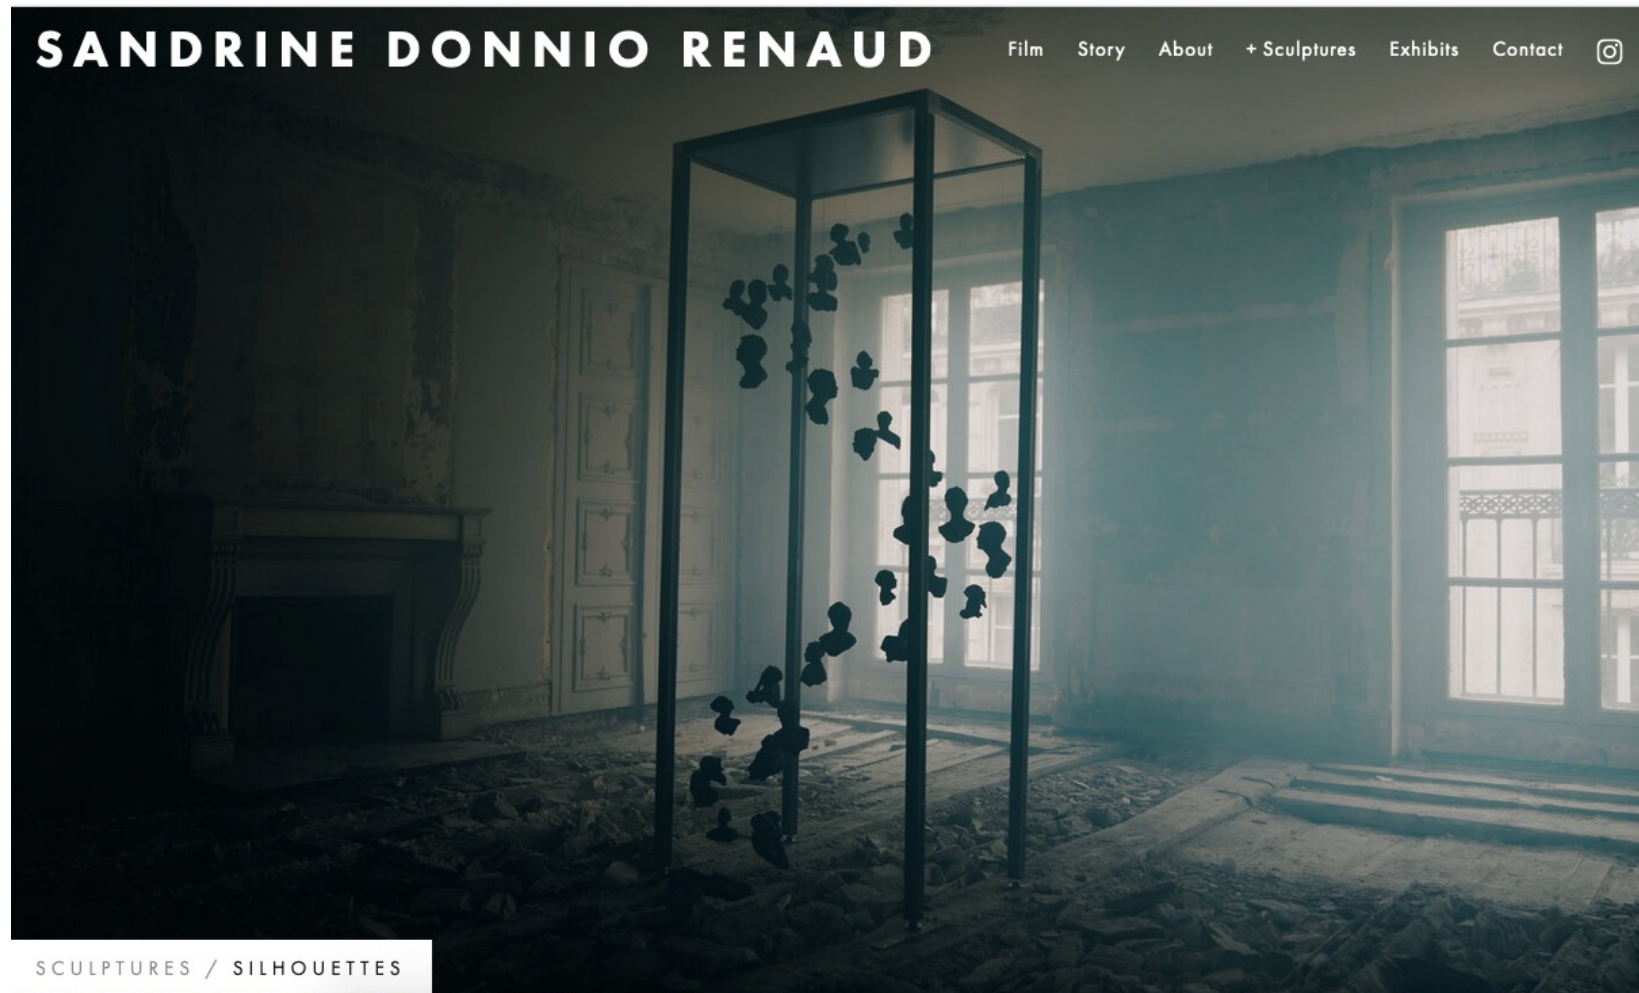 SANDRINE DONNIO RENAUD
Film Story About + Sculptures Exhibits Contact
SCULPTURES / SILHOUETTES